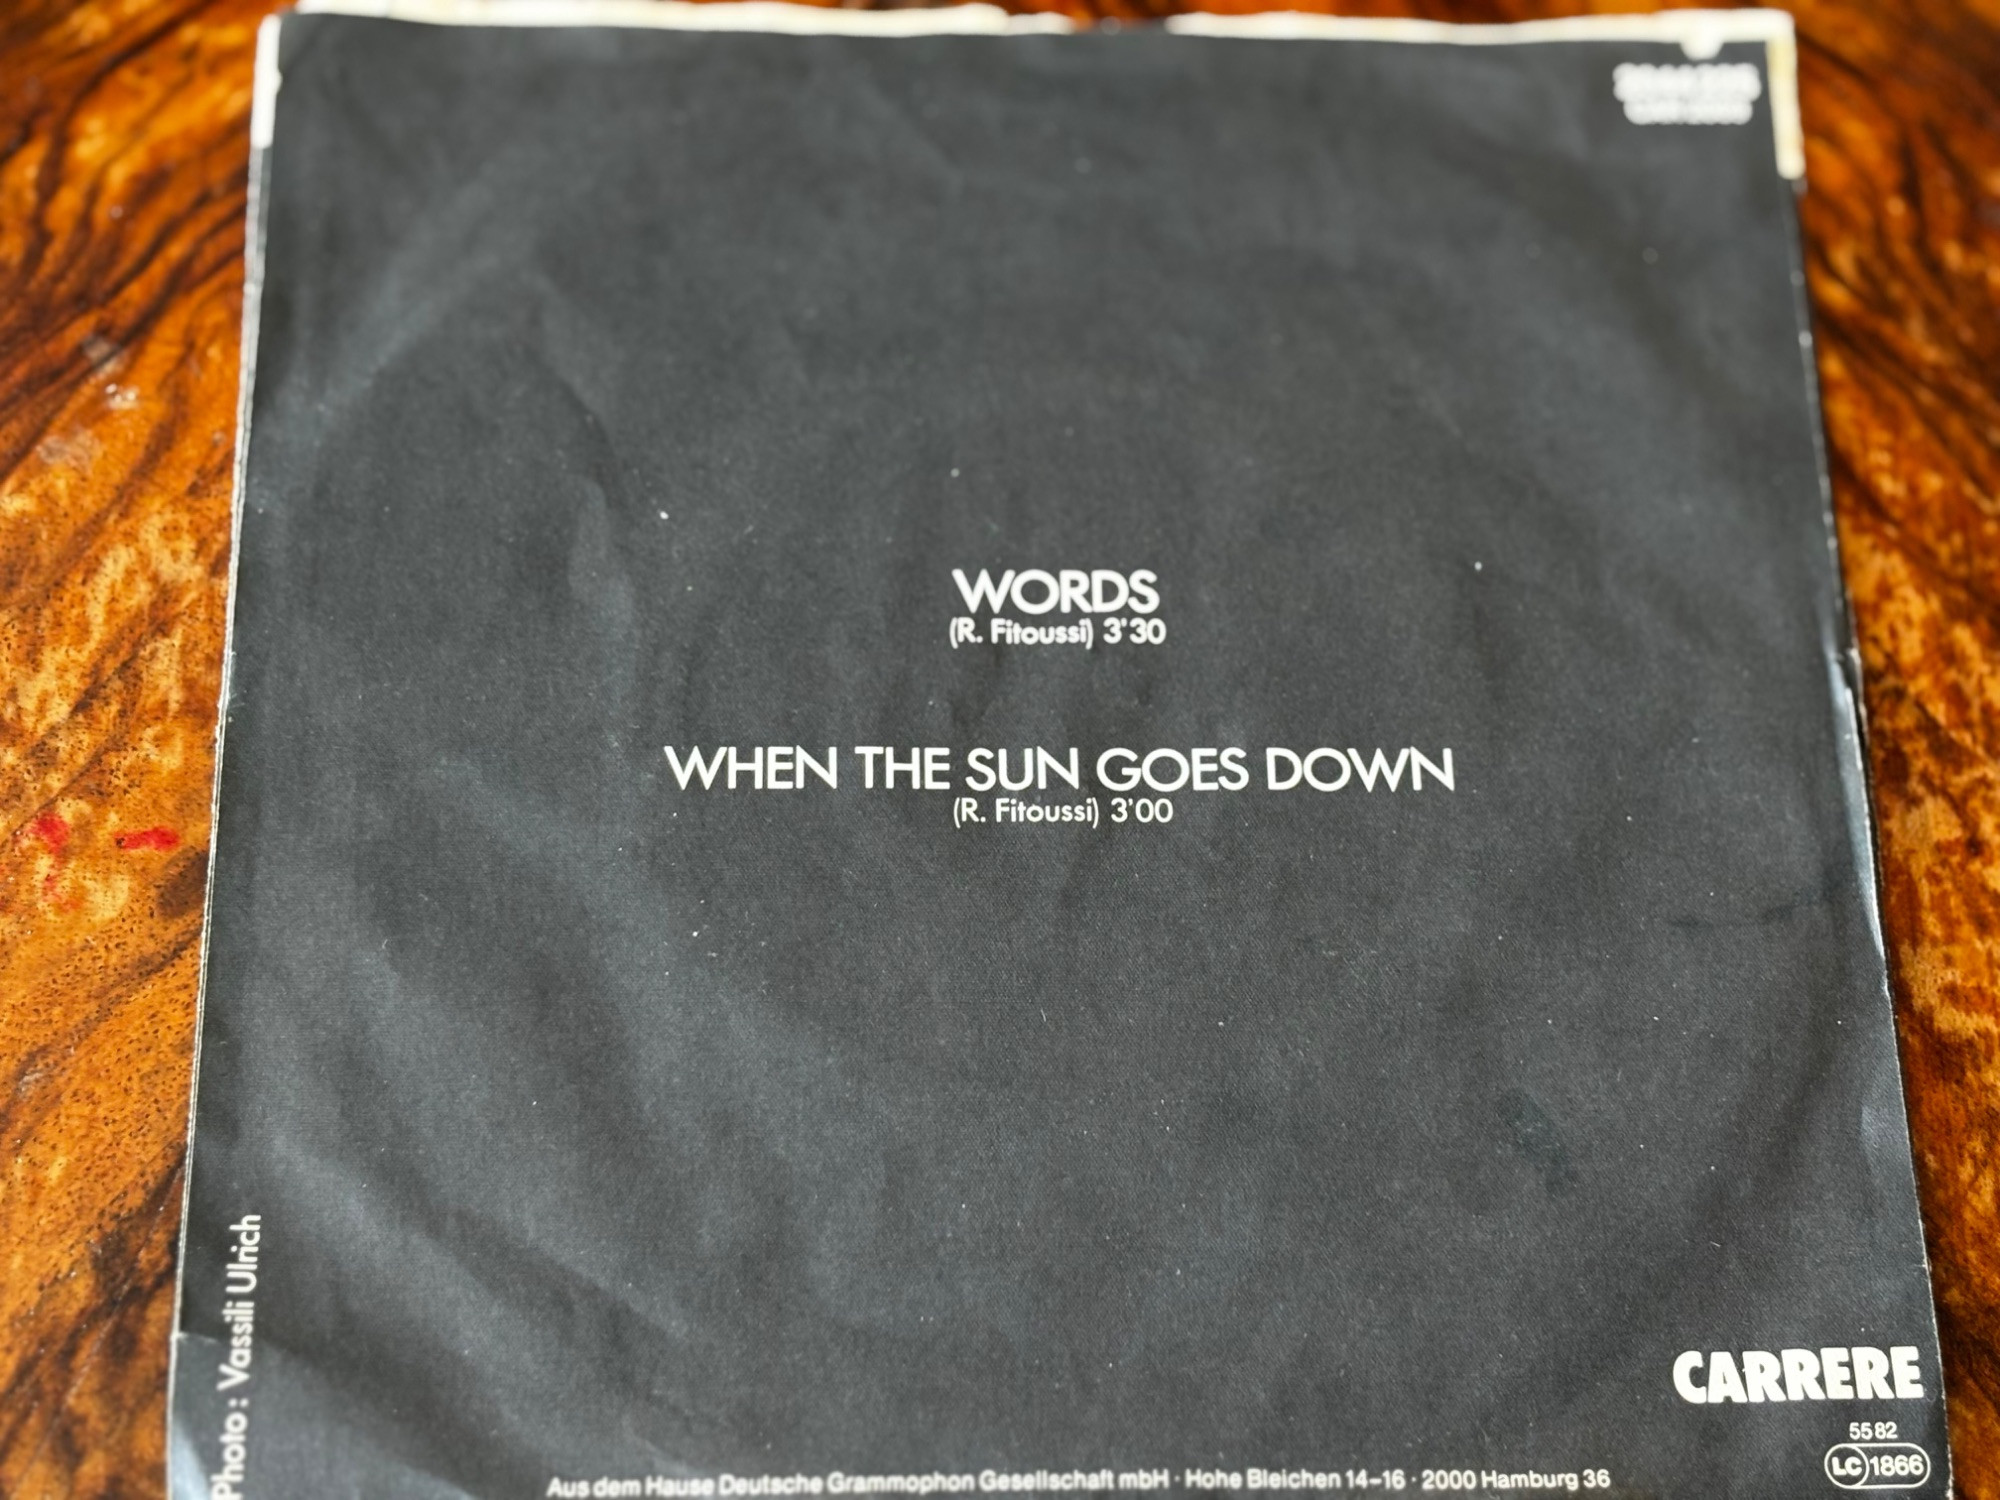 WORDS
(R. Fitoussi) 3'30
WHEN THE SUN GOES DOWN
(R. Fitoussi) 3'00
Photo : Vassili Ulrich
CARRERE
5582
LC 1866
Aus dem Hause Deutsche Grammophon Gesellschaft mbH · Hohe Bleichen 14–16 · 2000 Hamburg 36